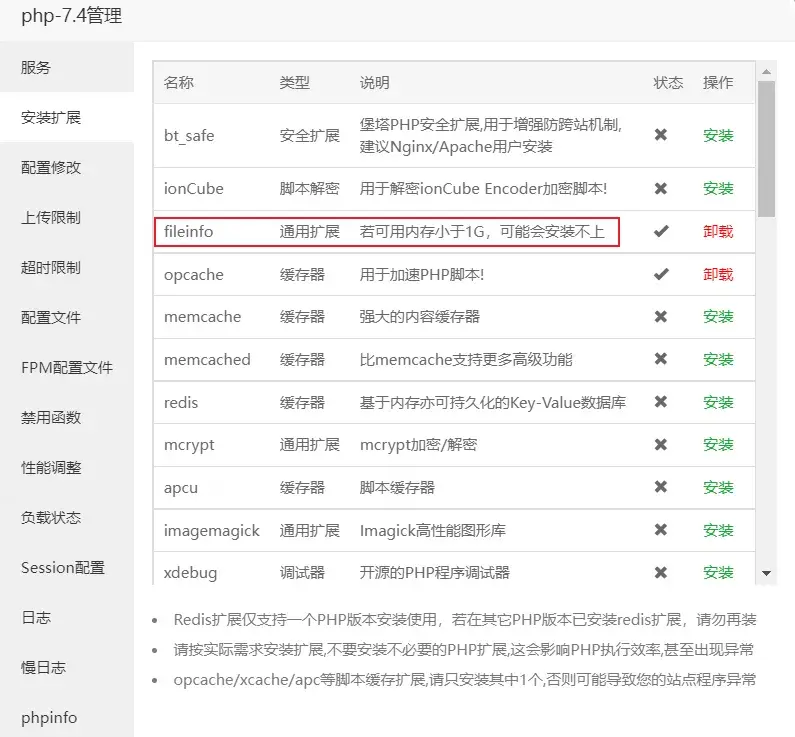 php-7.4管理
服务
安装扩展
配置修改
上传限制
超时限制
配置文件
FPM配置文件
禁用函数
性能调整
负载状态
Session配置
日志
慢日志
phpinfo
名称 类型 说明 状态 操作
bt_safe 安全扩展 堡塔PHP安全扩展,用于增强防跨站机制,
建议Nginx/Apache用户安装 ✖ 安装
ionCube 脚本解密 用于解密ionCube Encoder加密脚本! ✖ 安装
fileinfo 通用扩展 若可用内存小于1G，可能会安装不上 ✔ 卸载
opcache 缓存器 用于加速PHP脚本! ✔ 卸载
memcache 缓存器 强大的内容缓存器 ✖ 安装
memcached 缓存器 比memcache支持更多高级功能 ✖ 安装
redis 缓存器 基于内存亦可持久化的Key-Value数据库 ✖ 安装
mcrypt 通用扩展 mcrypt加密/解密 ✖ 安装
apcu 缓存器 脚本缓存器 ✖ 安装
imagemagick 通用扩展 Imagick高性能图形库 ✖ 安装
xdebug 调试器 开源的PHP程序调试器 ✖ 安装
• Redis扩展仅支持一个PHP版本安装使用，若在其它PHP版本已安装redis扩展，请勿再装
• 请按实际需求安装扩展,不要安装不必要的PHP扩展,这会影响PHP执行效率,甚至出现异常
• opcache/xcache/apc等脚本缓存扩展,请只安装其中1个,否则可能导致您的站点程序异常